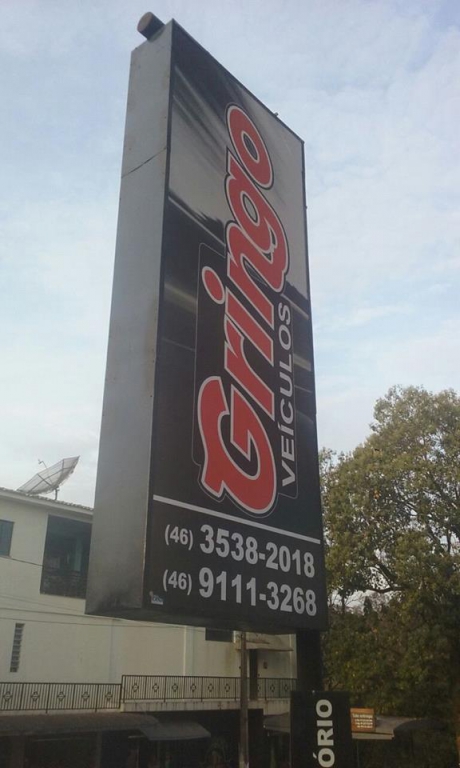 Gringo
VEÍCULOS
(46) 3538-2018
(46) 9111-3268
ÓRIO